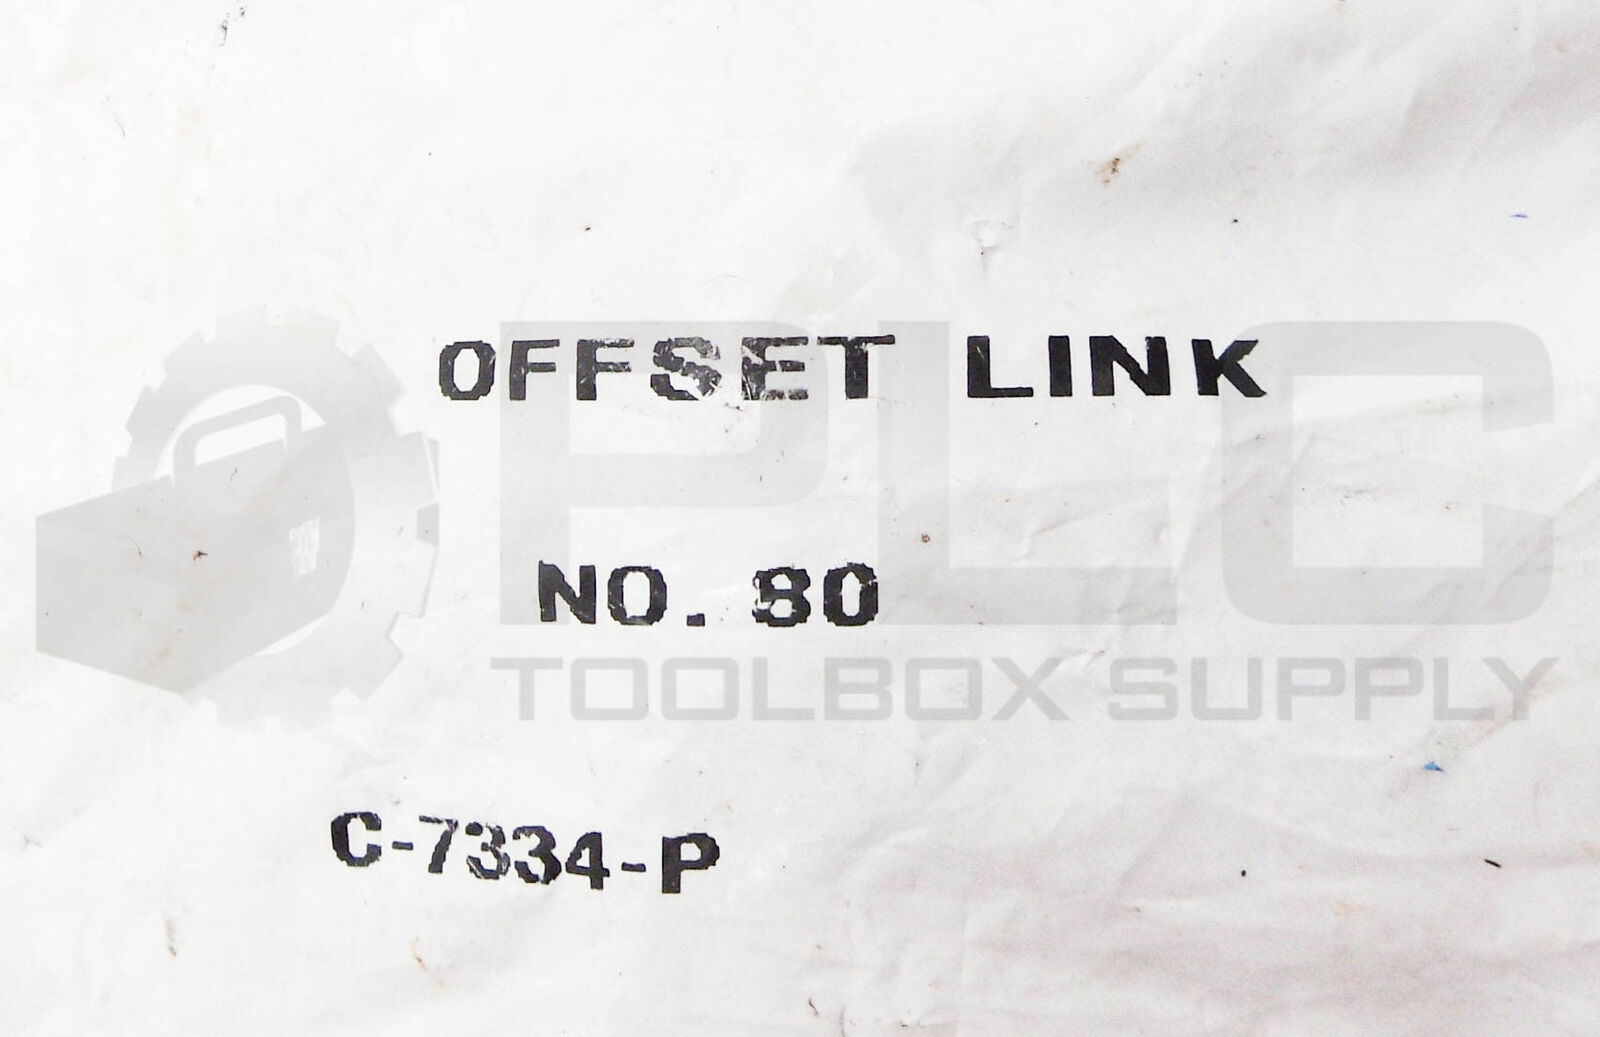 OFFSET LINK
NO. 80
C-7334-P
PLC
TOOLBOX SUPPLY